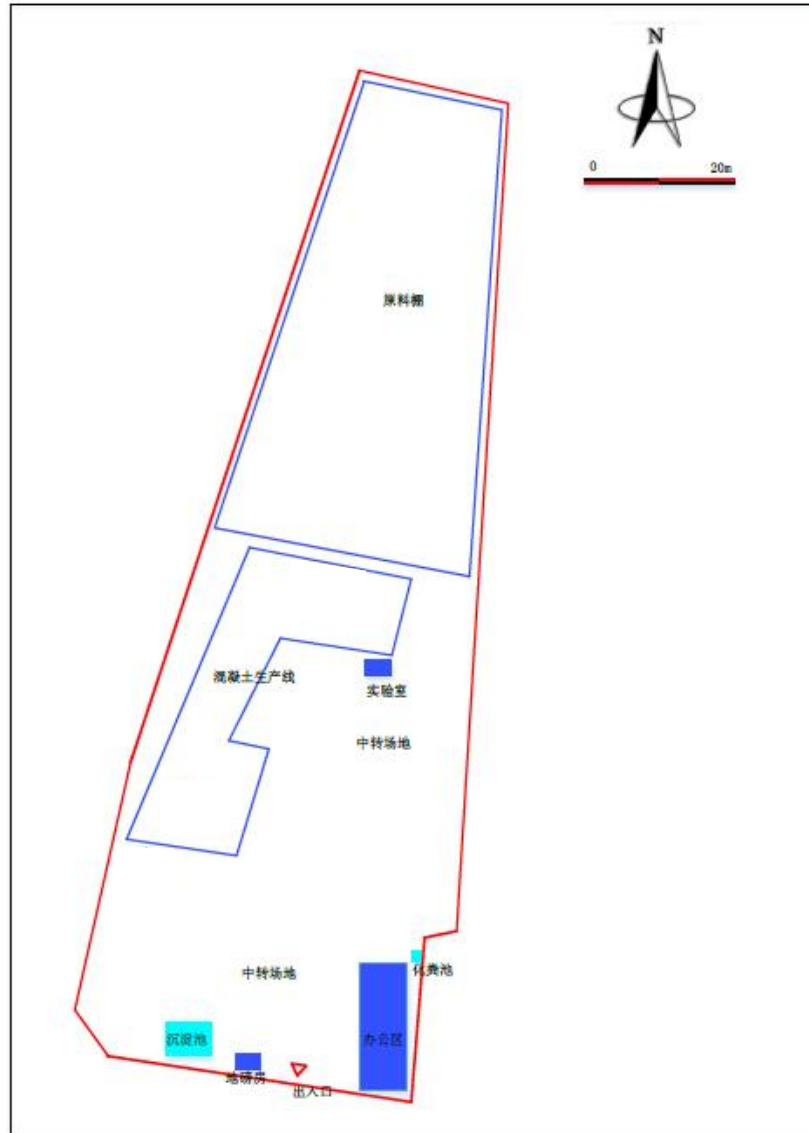 N
0 20m
原料棚
混凝土生产线
实验室
中转场地
中转场地
化粪池
沉淀池
办公区
地磅房
出入口